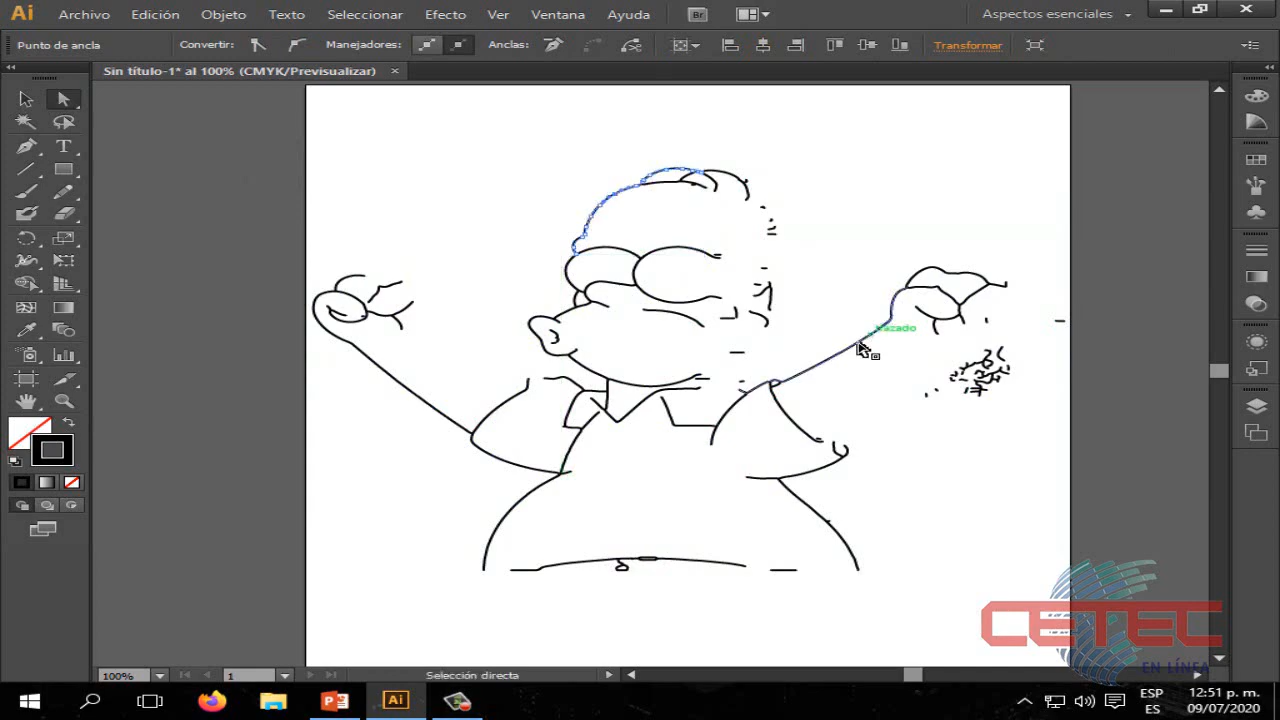 Ai Archivo Edición Objeto Texto Seleccionar Efecto Ver Ventana Ayuda Br Aspectos esenciales
Punto de ancla Convertir: Manejadores: Anclas: Transformar
Sin título-1* al 100% (CMYK/Previsualizar)
Trazado
CETEC
EN LÍNEA
100% 1 Selección directa
Ai ESP 12:51 p. m.
ES 09/07/2020